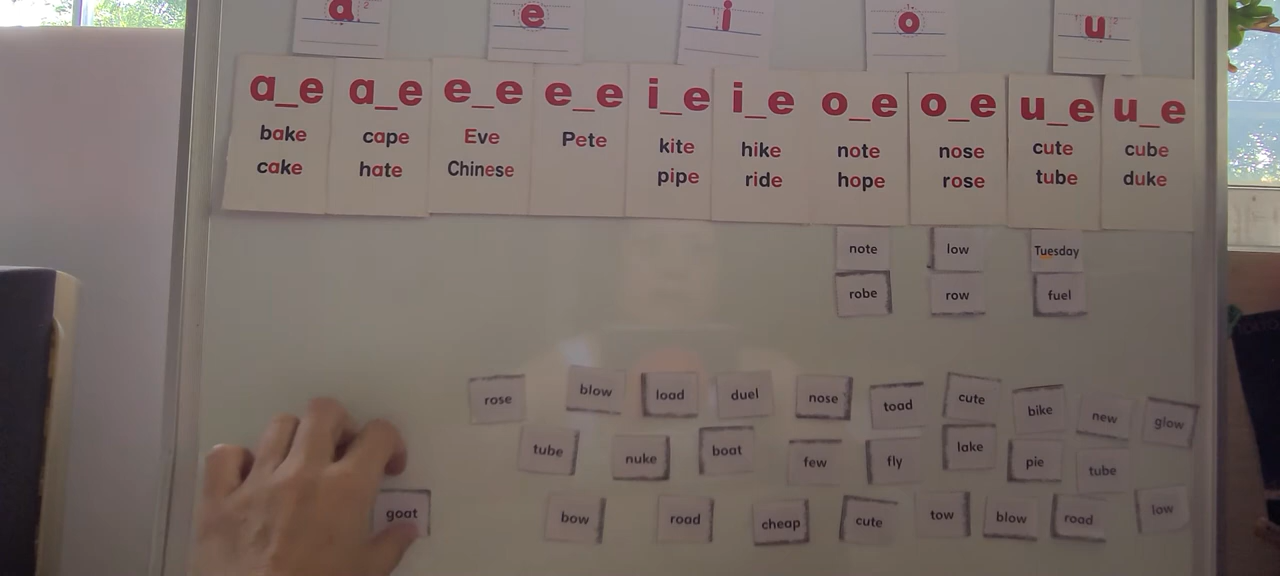 a e i o u
a_e a_e e_e e_e i_e i_e o_e o_e u_e u_e
bake cape Eve Pete kite hike note nose cute cube
cake hate Chinese pipe ride hope rose tube duke
note low Tuesday
robe row fuel
rose blow load duel nose toad cute bike new glow
tube nuke boat few fly lake pie tube
goat bow road cheap cute tow blow road low